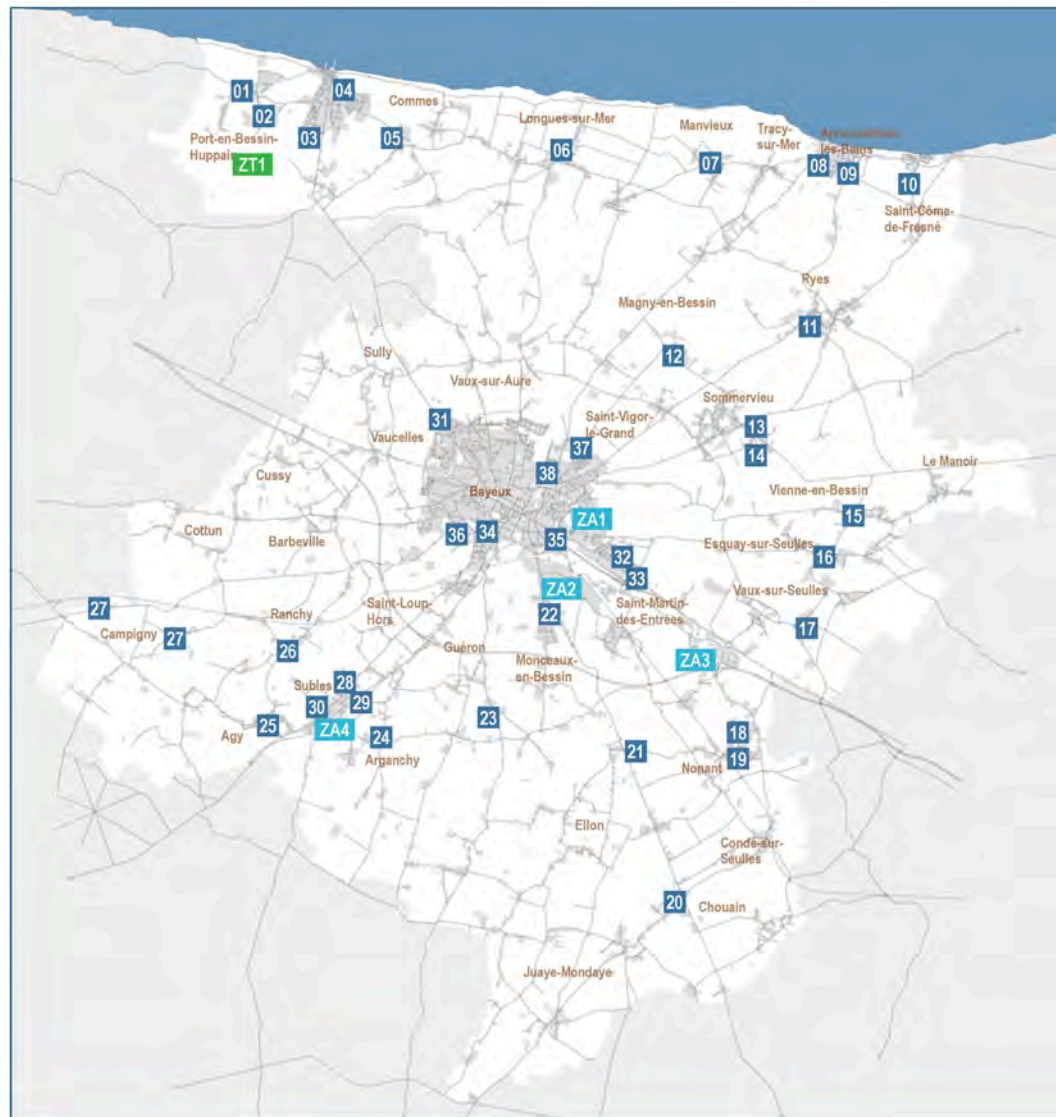 01
04
02
Commes
03
05
Port-en-Bessin-
Huppain
ZT1
Longues-sur-Mer
06
Manvieux
07
Tracy-
sur-Mer
les-Bains
08
09
10
Saint-Côme-
de-Fresné
Ryes
11
Magny-en-Bessin
12
Sully
Vaux-sur-Aure
31
Vaucelles
Saint-Vigor-
le-Grand
37
38
Sommervieu
13
14
Le Manoir
Cussy
Bayeux
Vienne-en-Bessin
15
ZA1
Cottun
Barbeville
36
34
35
32
33
Esquay-sur-Seulles
16
ZA2
22
Saint-Martin-
des-Entrées
Vaux-sur-Seulles
17
27
Campigny
27
Ranchy
26
Saint-Loup-
Hors
Guéron
Monceaux-
en-Bessin
ZA3
Subles
28
30
29
ZA4
25
Agy
24
Arganchy
23
21
18
Nonant
19
Ellon
Condé-sur-
Seulles
20
Chouain
Juaye-Mondaye